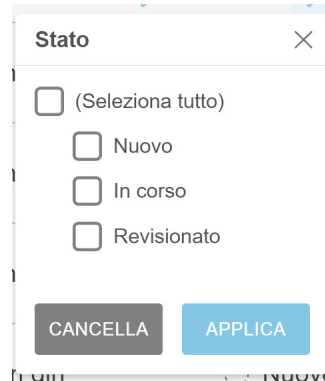 Stato
(Seleziona tutto)
Nuovo
In corso
Revisionato
CANCELLA
APPLICA